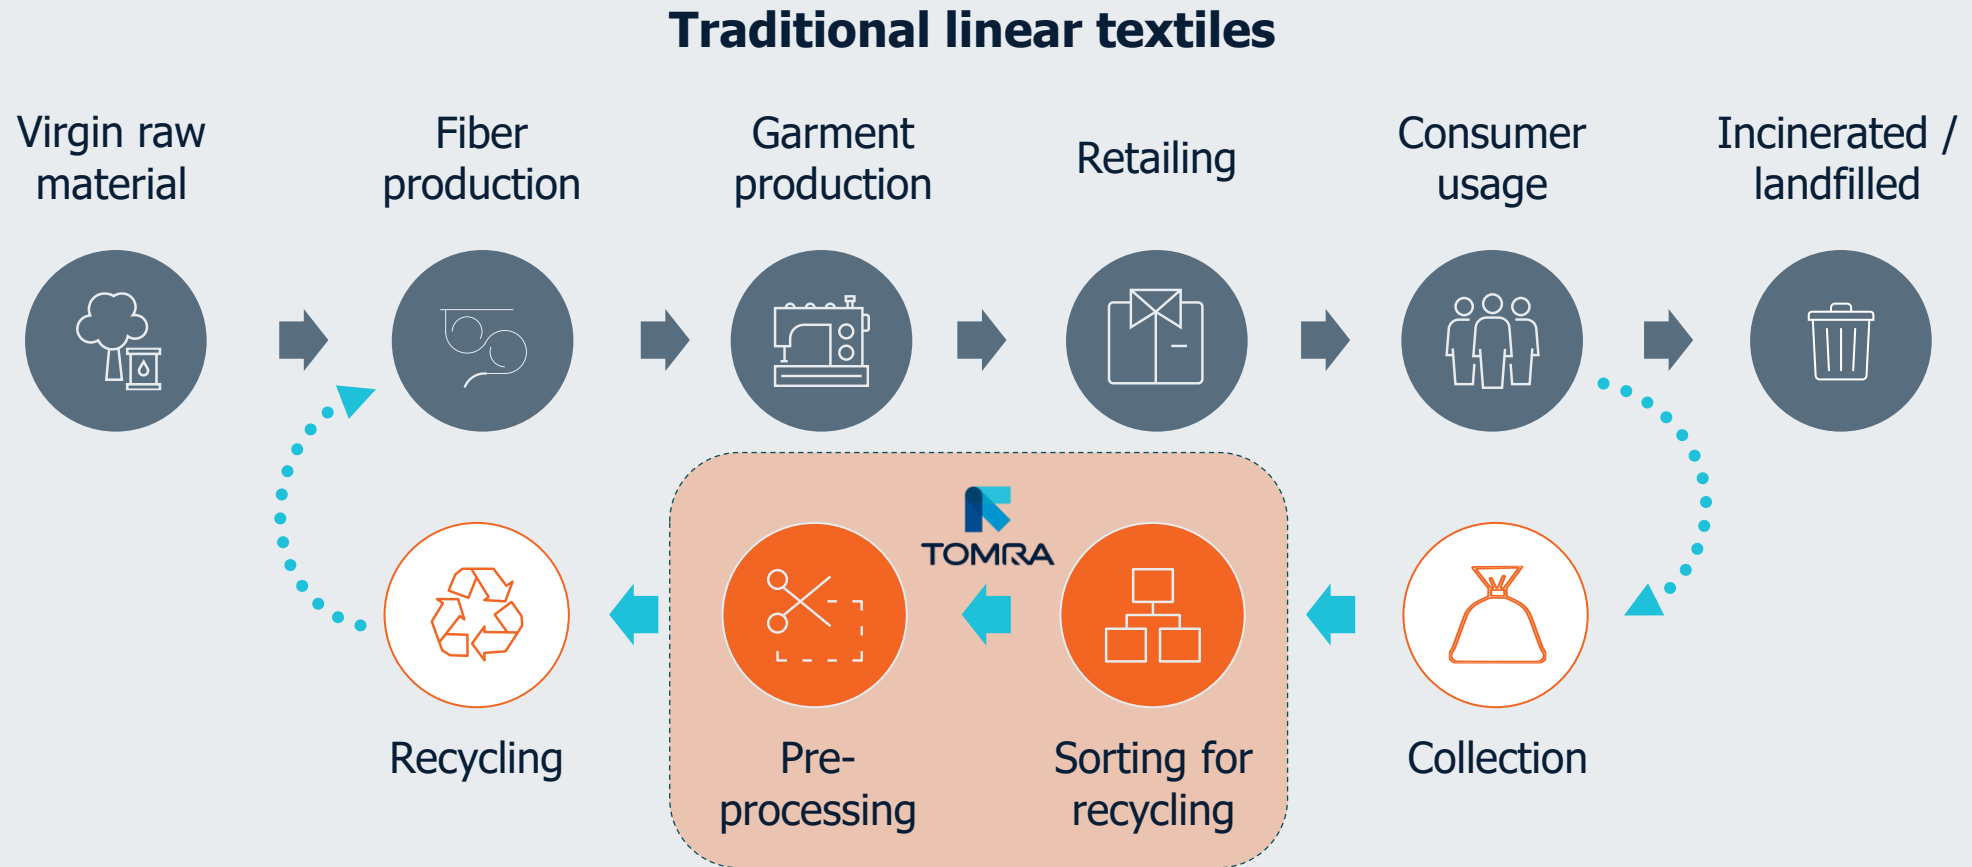 Traditional linear textiles
Virgin raw
material
Fiber
production
Garment
production
Retailing
Consumer
usage
Incinerated /
landfilled
TOMRA
Recycling
Pre-
processing
Sorting for
recycling
Collection